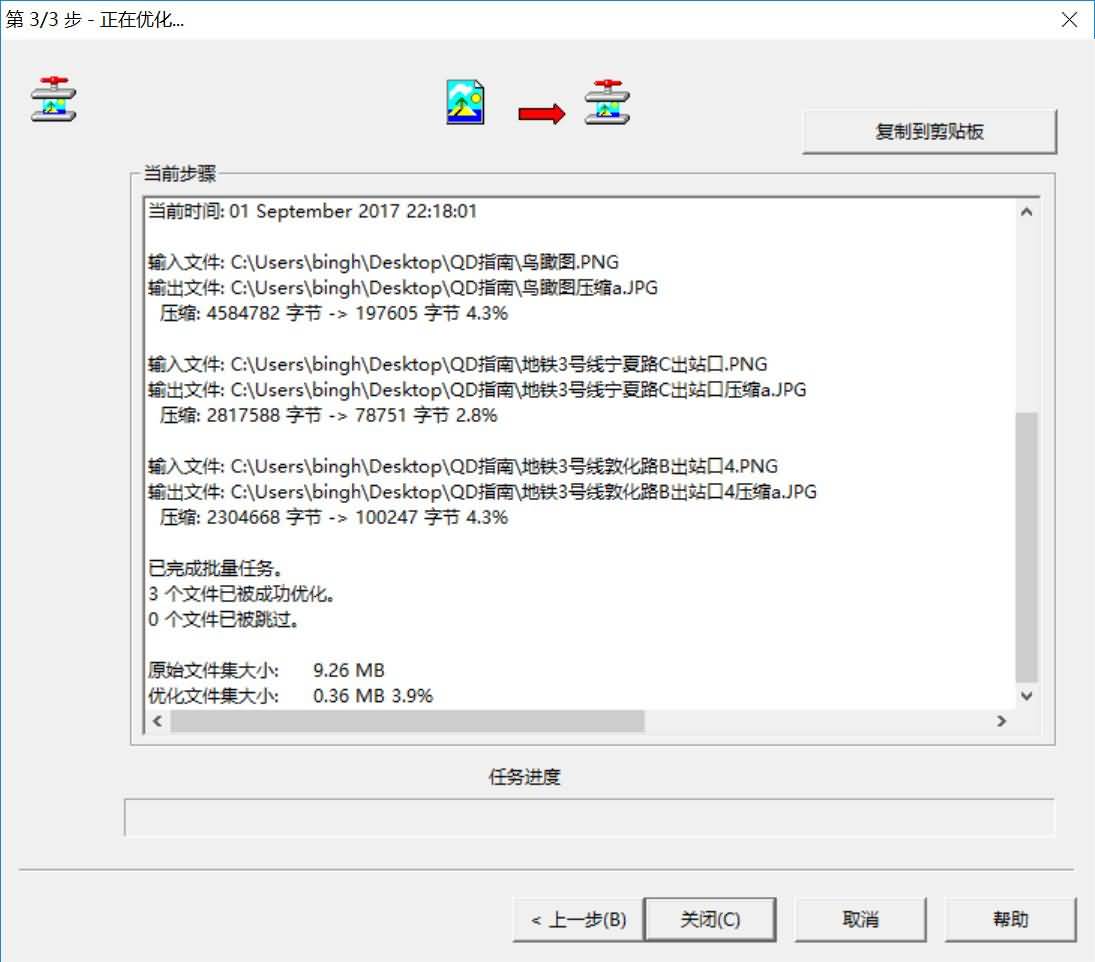 第 3/3 步 - 正在优化...
复制到剪贴板
当前步骤
当前时间: 01 September 2017 22:18:01
输入文件: C:\Users\bingh\Desktop\QD指南\鸟瞰图.PNG
输出文件: C:\Users\bingh\Desktop\QD指南\鸟瞰图压缩a.JPG
压缩: 4584782 字节 -> 197605 字节 4.3%
输入文件: C:\Users\bingh\Desktop\QD指南\地铁3号线宁夏路C出站口.PNG
输出文件: C:\Users\bingh\Desktop\QD指南\地铁3号线宁夏路C出站口压缩a.JPG
压缩: 2817588 字节 -> 78751 字节 2.8%
输入文件: C:\Users\bingh\Desktop\QD指南\地铁3号线敦化路B出站口4.PNG
输出文件: C:\Users\bingh\Desktop\QD指南\地铁3号线敦化路B出站口4压缩a.JPG
压缩: 2304668 字节 -> 100247 字节 4.3%
已完成批量任务。
3 个文件已被成功优化。
0 个文件已被跳过。
原始文件集大小: 9.26 MB
优化文件集大小: 0.36 MB 3.9%
任务进度
< 上一步(B) 关闭(C) 取消 帮助